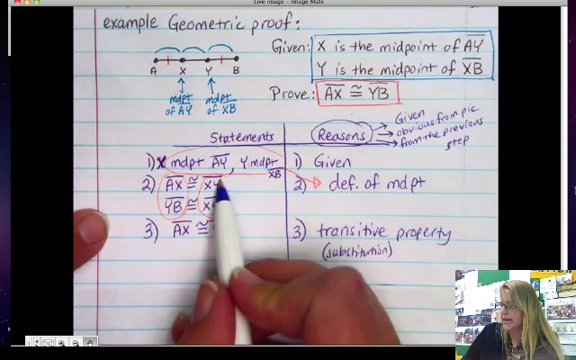 Live image - Image Mate
example Geometric proof:
A X Y B
mdpt of AY
mdpt of XB
Given: X is the midpoint of AY
Y is the midpoint of XB
Prove: AX ≅ YB
Statements
Reasons
Given
obvious from pic
from the previous step
1) X mdpt AY, Y mdpt XB
1) Given
2) AX ≅ XY
2) def. of mdpt
YB ≅
3) AX ≅
3) transitive property
(substitution)